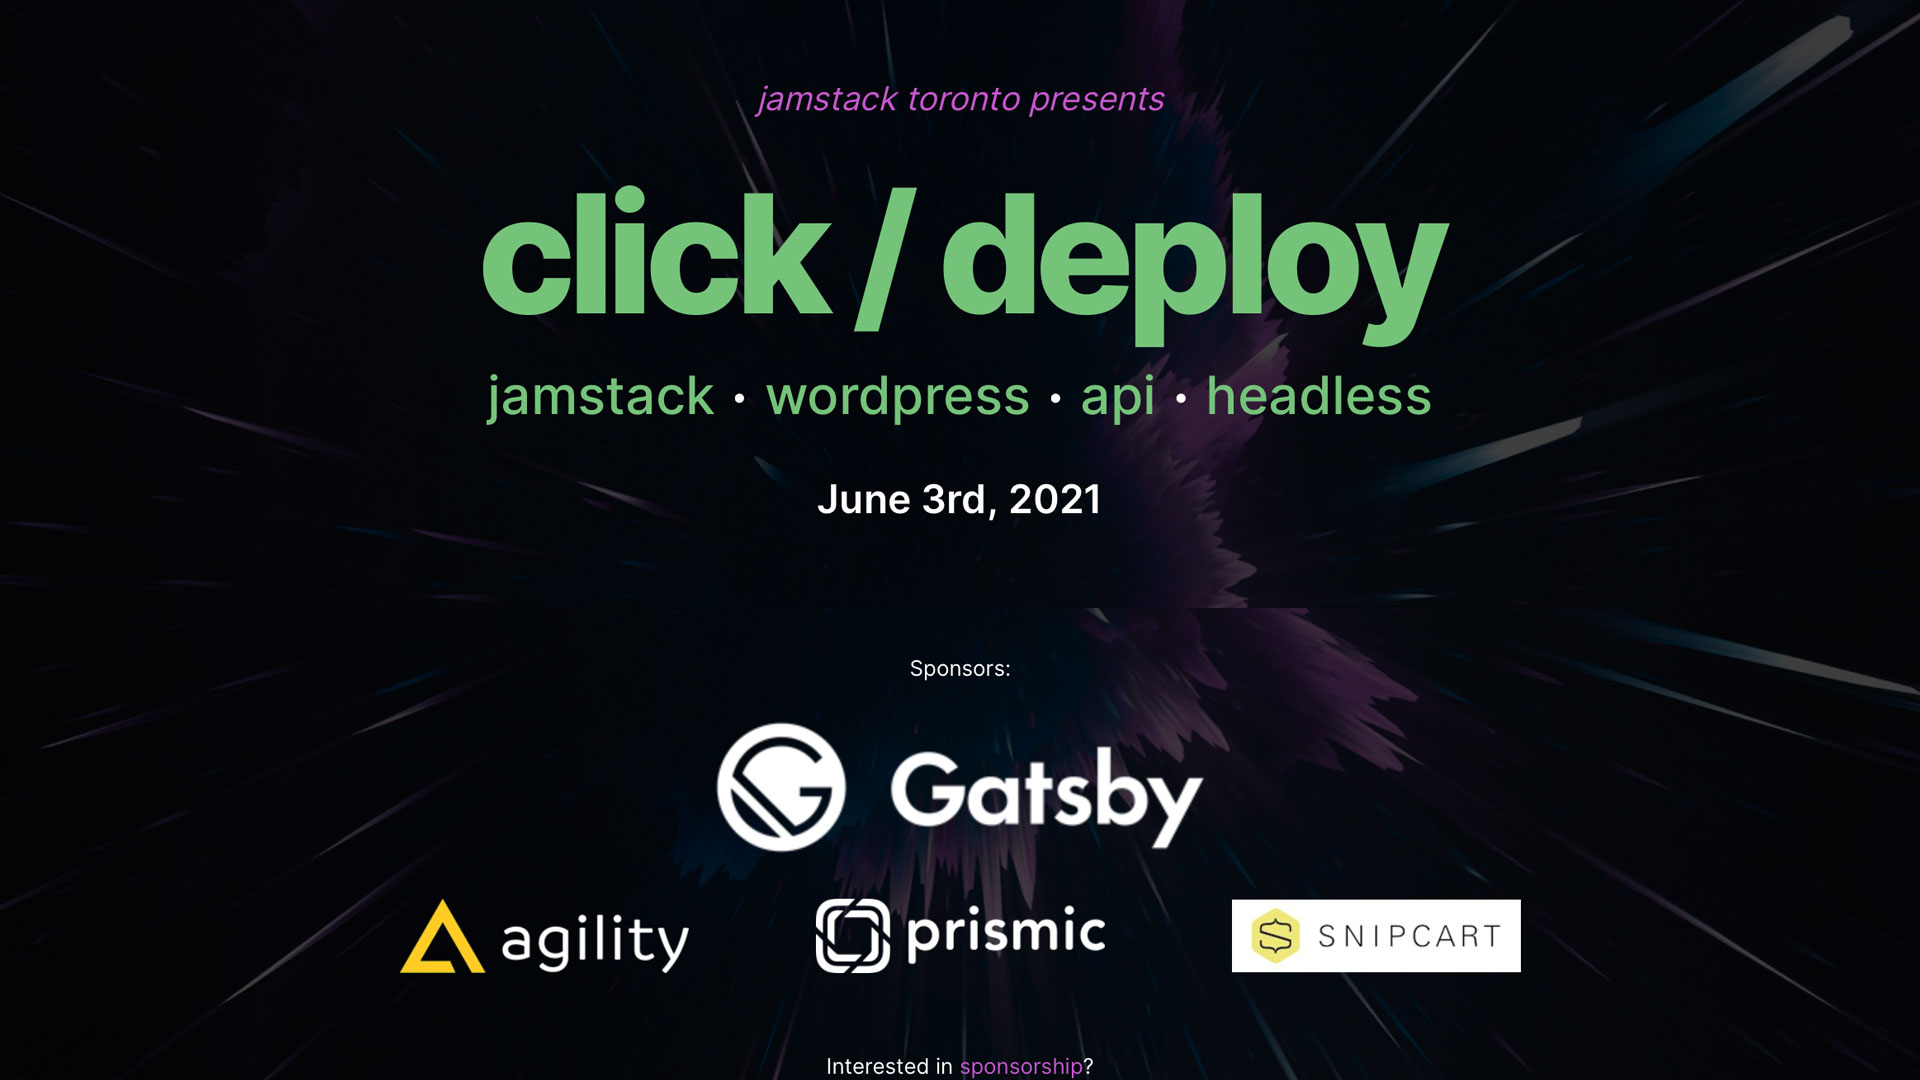 jamstack toronto presents
click / deploy
jamstack • wordpress • api • headless
June 3rd, 2021
Sponsors:
Gatsby
agility
prismic
SNIPCART
Interested in sponsorship?